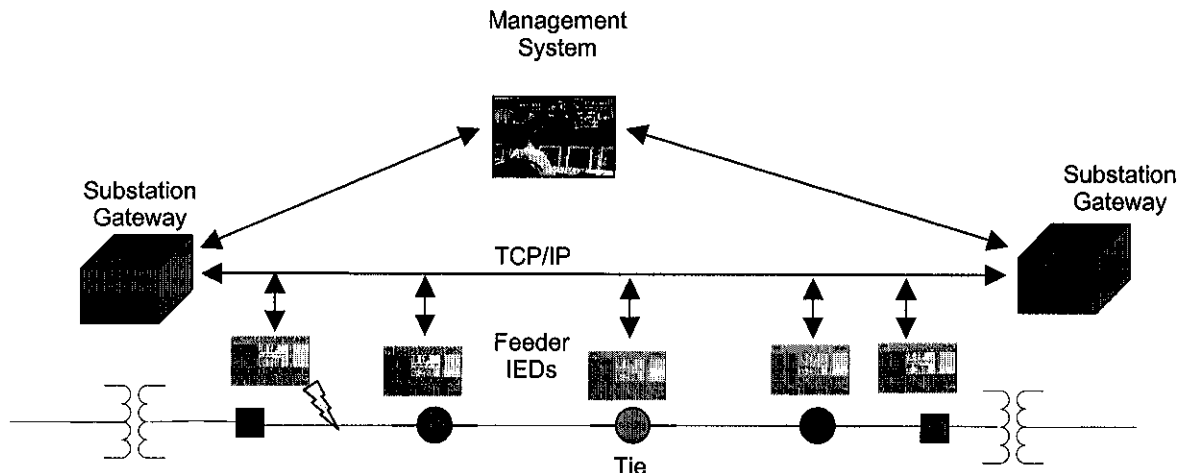 Management
System
Substation
Gateway
Substation
Gateway
TCP/IP
Feeder
IEDs
Tie